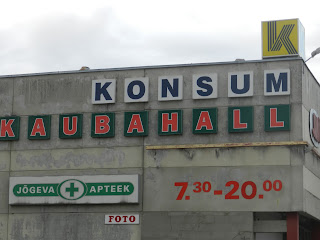 K
KONSUM
KAUBAHALL
JÕGEVA APTEEK
7.30-20.00
FOTO